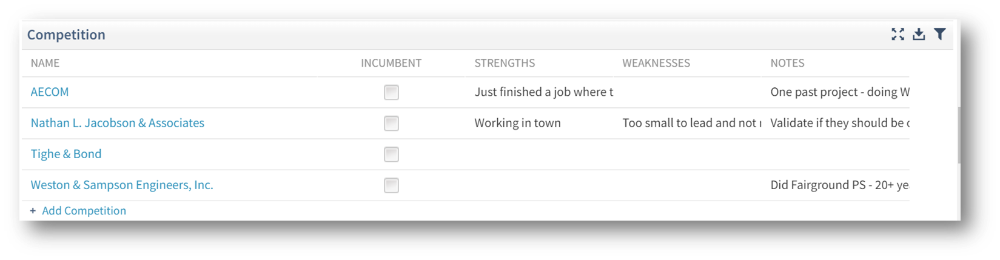 Competition
NAME INCUMBENT STRENGTHS WEAKNESSES NOTES
AECOM Just finished a job where t One past project - doing W
Nathan L. Jacobson & Associates Working in town Too small to lead and not Validate if they should be
Tighe & Bond
Weston & Sampson Engineers, Inc. Did Fairground PS - 20+ ye
+ Add Competition